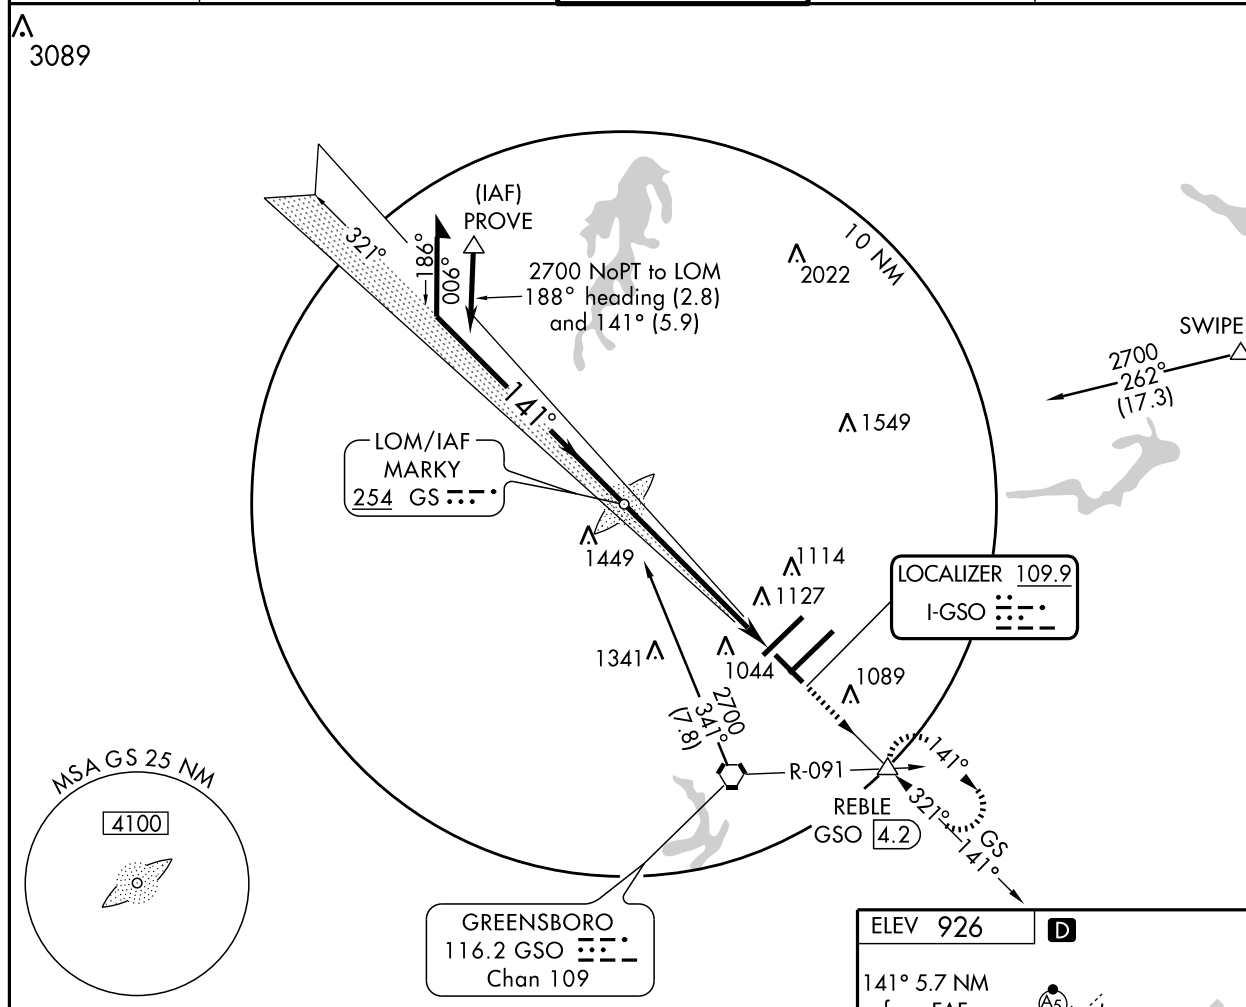 3089
(IAF)
PROVE
321°
186°
006°
2700 NoPT to LOM
188° heading (2.8)
and 141° (5.9)
10 NM
2022
SWIPE
2700
262°
(17.3)
141°
1549
LOM/IAF
MARKY
254 GS
1449
1114
1127
LOCALIZER 109.9
I-GSO
1341
1044
1089
2700
341°
(7.8)
R-091
141°
REBLE
GSO 4.2
321°
GS
141°
MSA GS 25 NM
4100
GREENSBORO
116.2 GSO
Chan 109
ELEV 926 D
141° 5.7 NM
A5